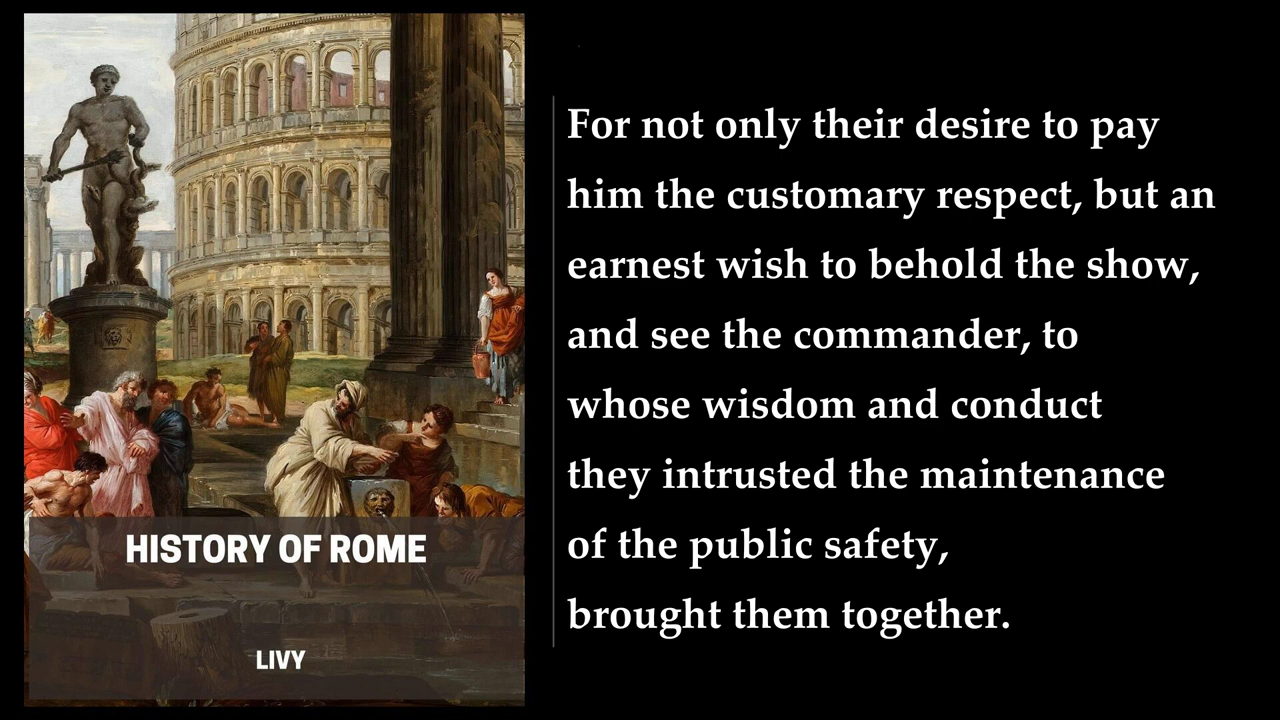 HISTORY OF ROME
LIVY
For not only their desire to pay
him the customary respect, but an
earnest wish to behold the show,
and see the commander, to
whose wisdom and conduct
they intrusted the maintenance
of the public safety,
brought them together.